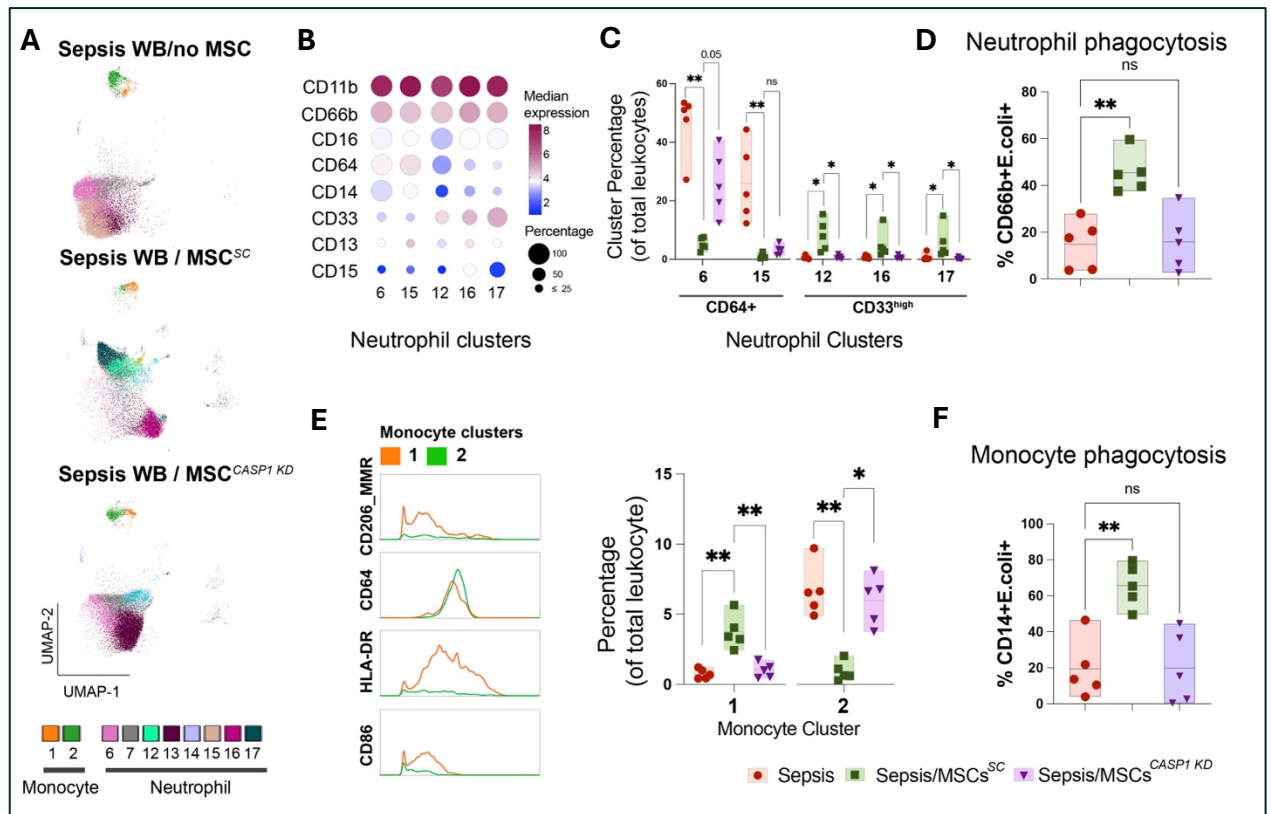 A
Sepsis WB/no MSC
Sepsis WB / MSC^SC
Sepsis WB / MSC^CASP1 KD
UMAP-2
UMAP-1
1 2 6 7 12 13 14 15 16 17
Monocyte Neutrophil
B
CD11b
CD66b
CD16
CD64
CD14
CD33
CD13
CD15
6 15 12 16 17
Neutrophil clusters
Median
expression
8
6
4
2
Percentage
100
50
≤ 25
C
Cluster Percentage
(of total leukocytes)
60
40
20
0
** 0.05 ** ns * * * * * *
6 15 12 16 17
CD64+ CD33^high
Neutrophil Clusters
D
Neutrophil phagocytosis
ns
**
% CD66b+E.coli+
80
60
40
20
0
E
Monocyte clusters
1 2
CD206_MMR
CD64
HLA-DR
CD86
Percentage
(of total leukocyte)
15
10
5
0
** ** ** *
1 2
Monocyte Cluster
F
Monocyte phagocytosis
ns
**
% CD14+E.coli+
100
80
60
40
20
0
Sepsis Sepsis/MSCs^SC Sepsis/MSCs^CASP1 KD